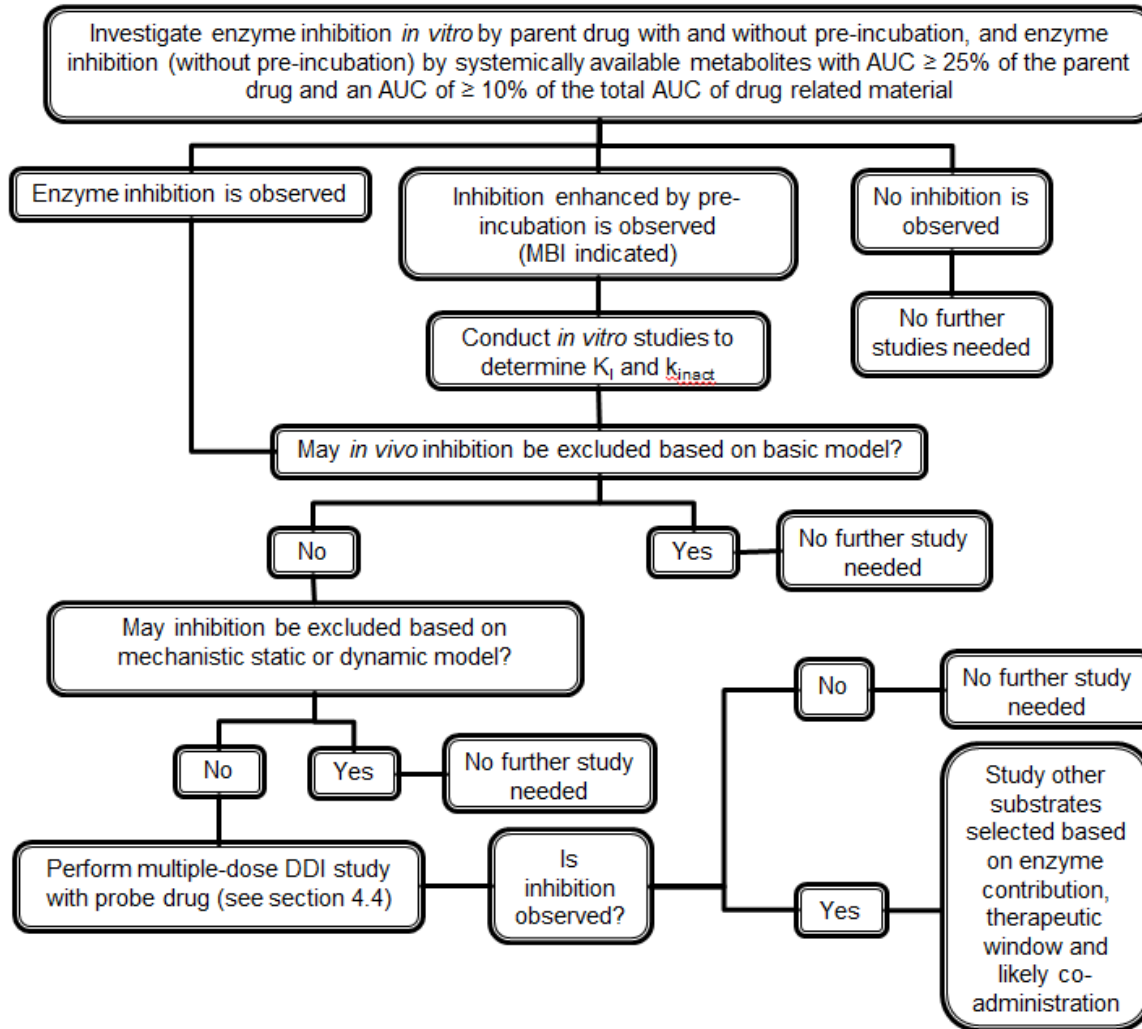 Investigate enzyme inhibition in vitro by parent drug with and without pre-incubation, and enzyme
inhibition (without pre-incubation) by systemically available metabolites with AUC ≥ 25% of the parent
drug and an AUC of ≥ 10% of the total AUC of drug related material
Enzyme inhibition is observed
Inhibition enhanced by pre-
incubation is observed
(MBI indicated)
No inhibition is
observed
Conduct in vitro studies to
determine KI and kinact
No further
studies needed
May in vivo inhibition be excluded based on basic model?
No
Yes
No further study
needed
May inhibition be excluded based on
mechanistic static or dynamic model?
No
Yes
No further study
needed
Perform multiple-dose DDI study
with probe drug (see section 4.4)
Is
inhibition
observed?
No
No further study
needed
Yes
Study other
substrates
selected based
on enzyme
contribution,
therapeutic
window and
likely co-
administration